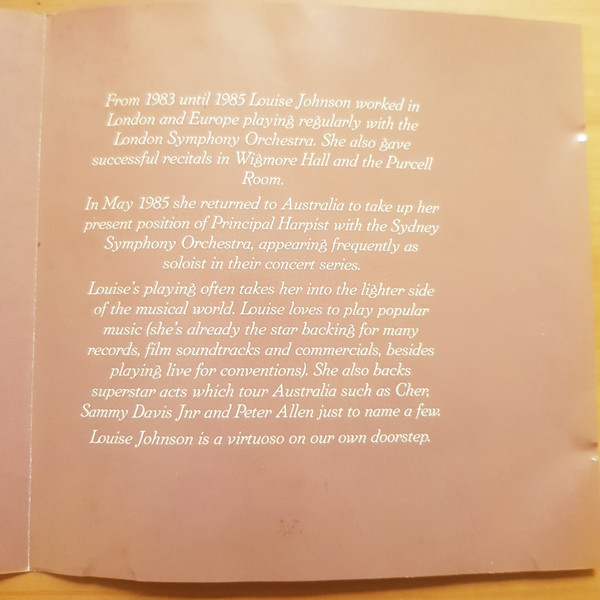 From 1983 until 1985 Louise Johnson worked in
London and Europe playing regularly with the
London Symphony Orchestra. She also gave
successful recitals in Wigmore Hall and the Purcell
Room.
In May 1985 she returned to Australia to take up her
present position of Principal Harpist with the Sydney
Symphony Orchestra, appearing frequently as
soloist in their concert series.
Louise's playing often takes her into the lighter side
of the musical world. Louise loves to play popular
music (she's already the star backing for many
records, film soundtracks and commercials, besides
playing live for conventions). She also backs
superstar acts which tour Australia such as Cher,
Sammy Davis Jnr and Peter Allen just to name a few.
Louise Johnson is a virtuoso on our own doorstep.